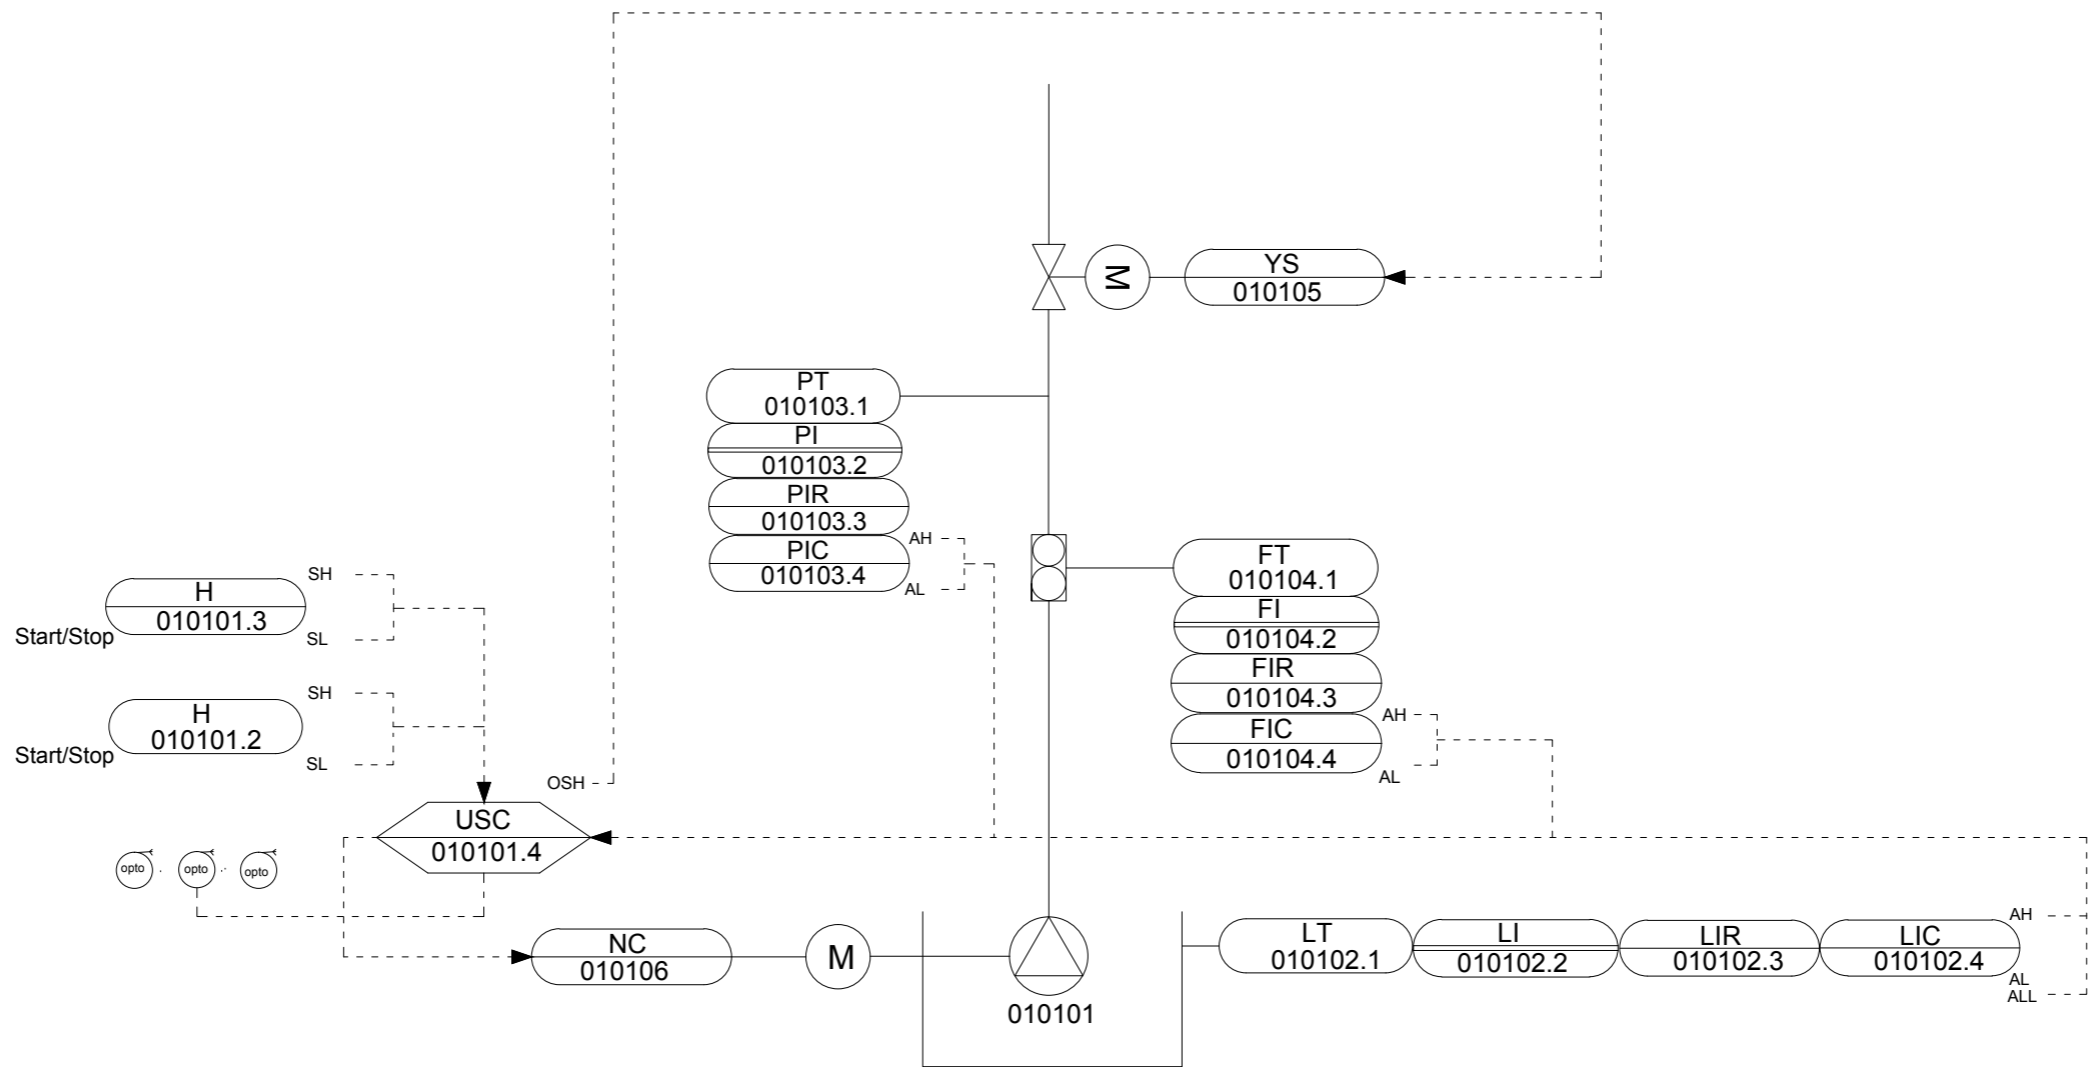 YS
010105
M
PT
010103.1
PI
010103.2
PIR
010103.3
AH
PIC
010103.4
AL
FT
010104.1
FI
010104.2
FIR
010104.3
AH
FIC
010104.4
AL
SH
H
010101.3
Start/Stop
SL
SH
H
010101.2
Start/Stop
SL
OSH
USC
010101.4
opto
opto
opto
NC
010106
M
010101
LT
010102.1
LI
010102.2
LIR
010102.3
LIC
010102.4
AH
AL
ALL